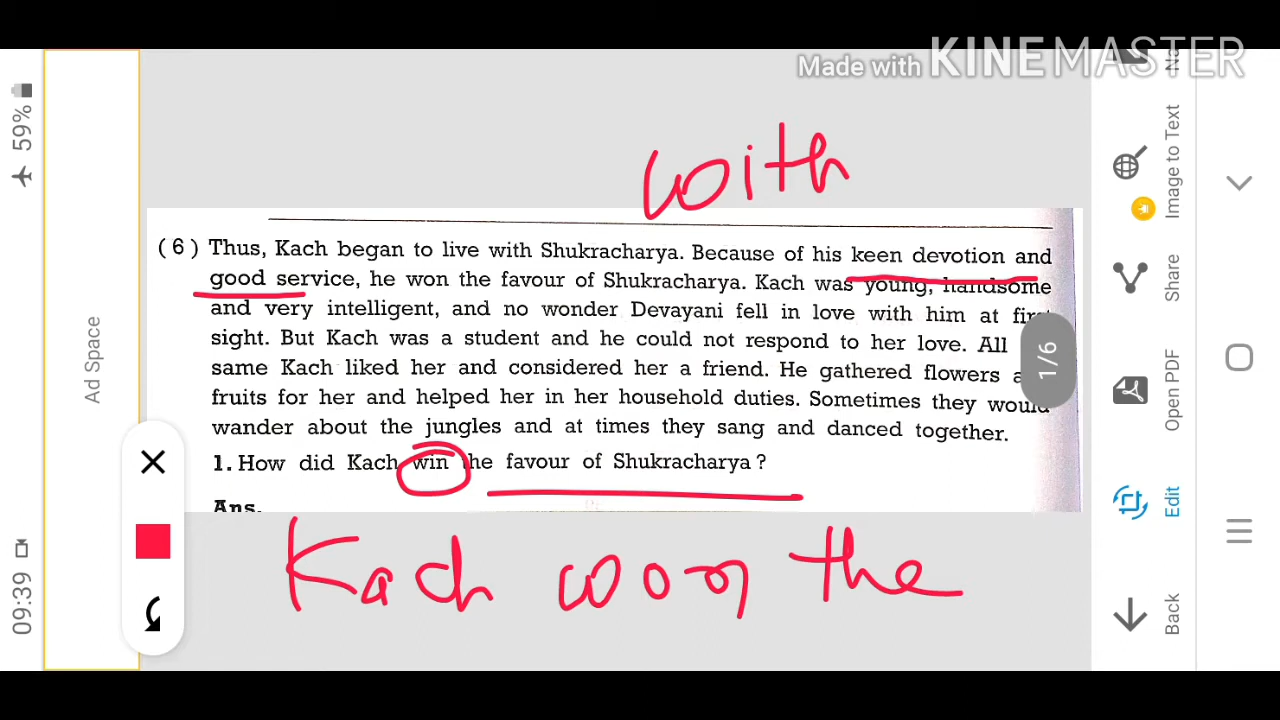 Made with KINEMASTER
with
(6) Thus, Kach began to live with Shukracharya. Because of his keen devotion and
good service, he won the favour of Shukracharya. Kach was young, handsome
and very intelligent, and no wonder Devayani fell in love with him at first
sight. But Kach was a student and he could not respond to her love. All
same Kach liked her and considered her a friend. He gathered flowers
fruits for her and helped her in her household duties. Sometimes they would
wander about the jungles and at times they sang and danced together.
1. How did Kach win the favour of Shukracharya?
Ans.
Kach won the
59%
09:39
Ad Space
1/6
Image to Text
Share
Open PDF
Edit
Back